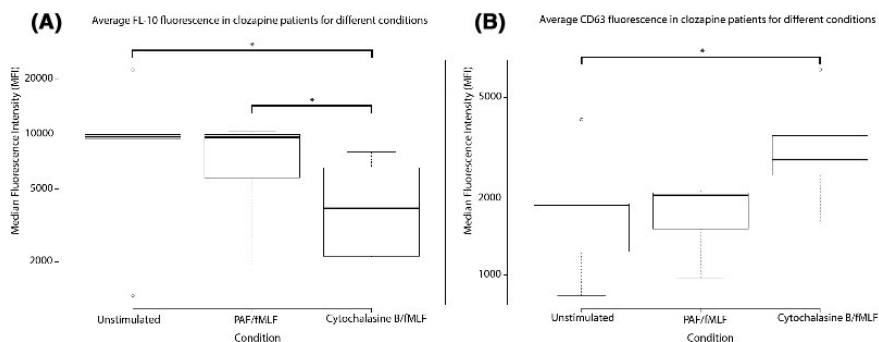 (A)
Average FL-10 fluorescence in clozapine patients for different conditions
*
*
Median Fluorescence Intensity (MFI)
20000
10000
5000
2000
Unstimulated PAF/fMLF Cytochalasine B/fMLF
Condition
(B)
Average CD63 fluorescence in clozapine patients for different conditions
*
Median Fluorescence Intensity (MFI)
5000
2000
1000
Unstimulated PAF/fMLF Cytochalasine B/fMLF
Condition